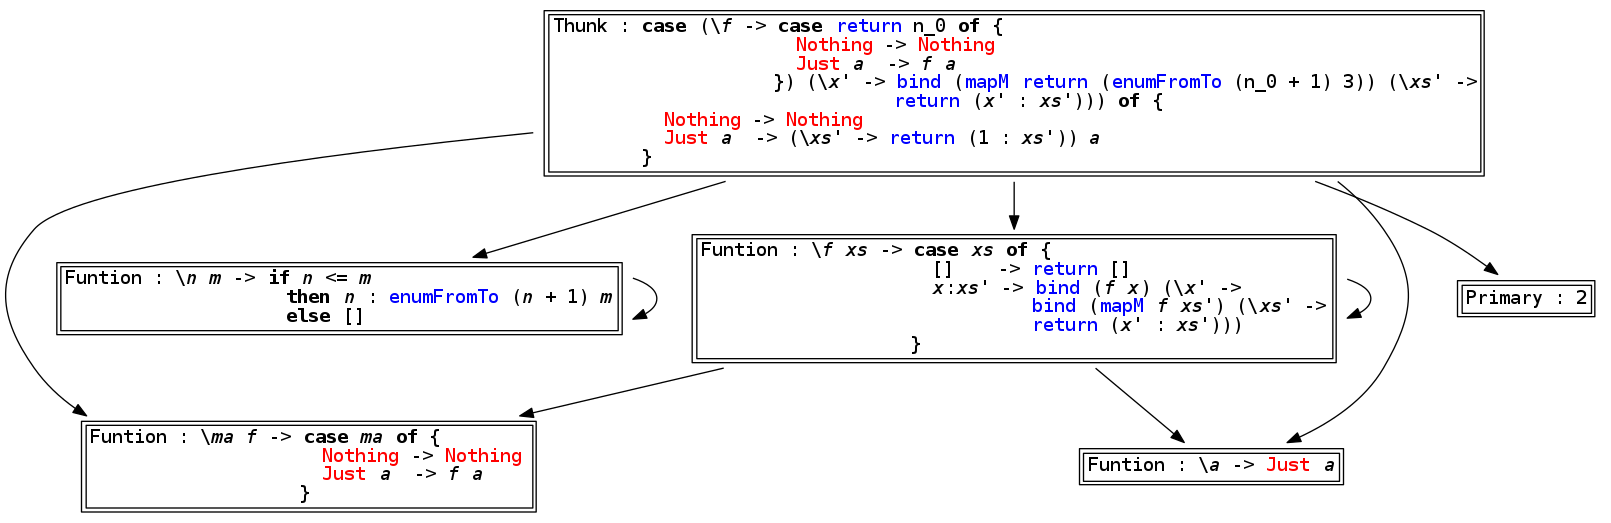 Thunk : case (\f -> case return n_0 of {
Nothing -> Nothing
Just a  -> f a
}) (\x' -> bind (mapM return (enumFromTo (n_0 + 1) 3)) (\xs' ->
return (x' : xs'))) of {
Nothing -> Nothing
Just a  -> (\xs' -> return (1 : xs')) a
}
Funtion : \n m -> if n <= m
then n : enumFromTo (n + 1) m
else []
Funtion : \f xs -> case xs of {
[]    -> return []
x:xs' -> bind (f x) (\x' ->
bind (mapM f xs') (\xs' ->
return (x' : xs')))
}
Primary : 2
Funtion : \ma f -> case ma of {
Nothing -> Nothing
Just a  -> f a
}
Funtion : \a -> Just a